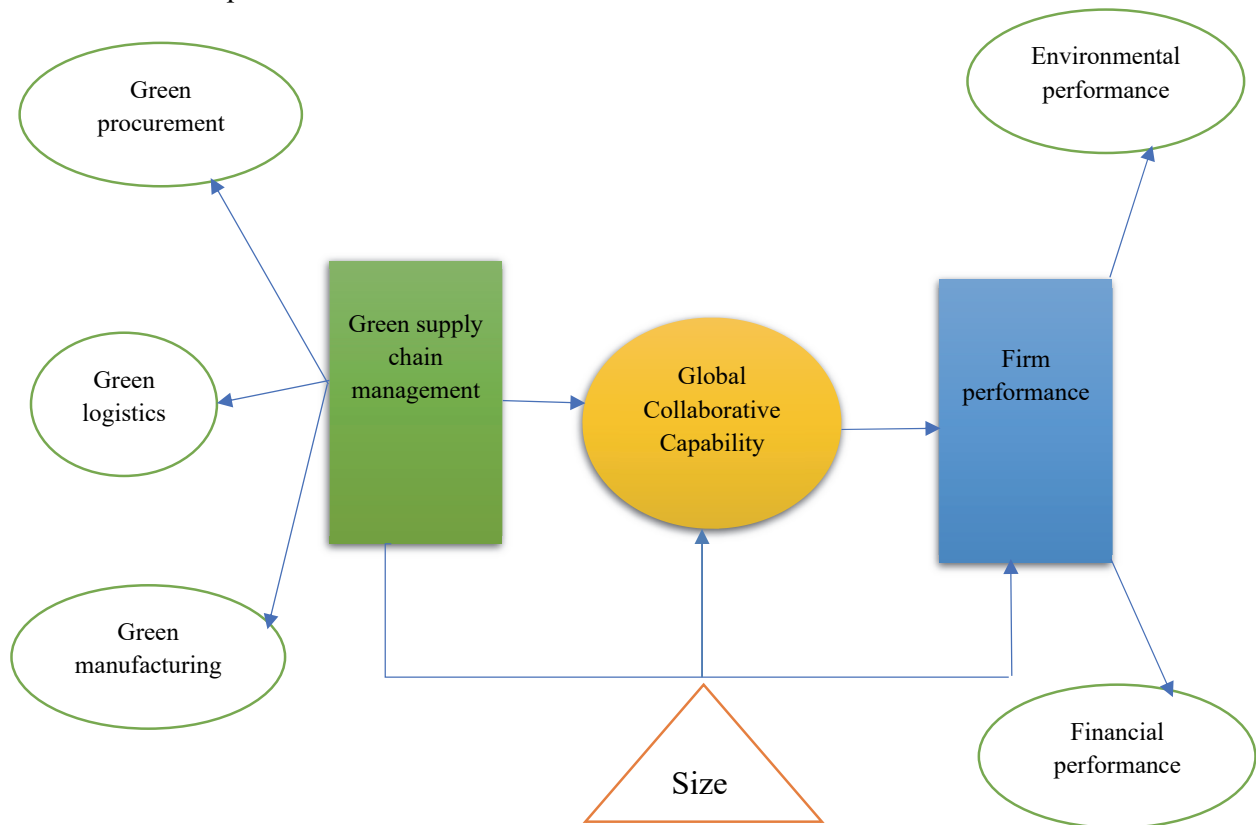 Environmental
performance
Green
procurement
Green supply
chain
management
Firm
performance
Global
Collaborative
Capability
Green
logistics
Green
manufacturing
Financial
performance
Size